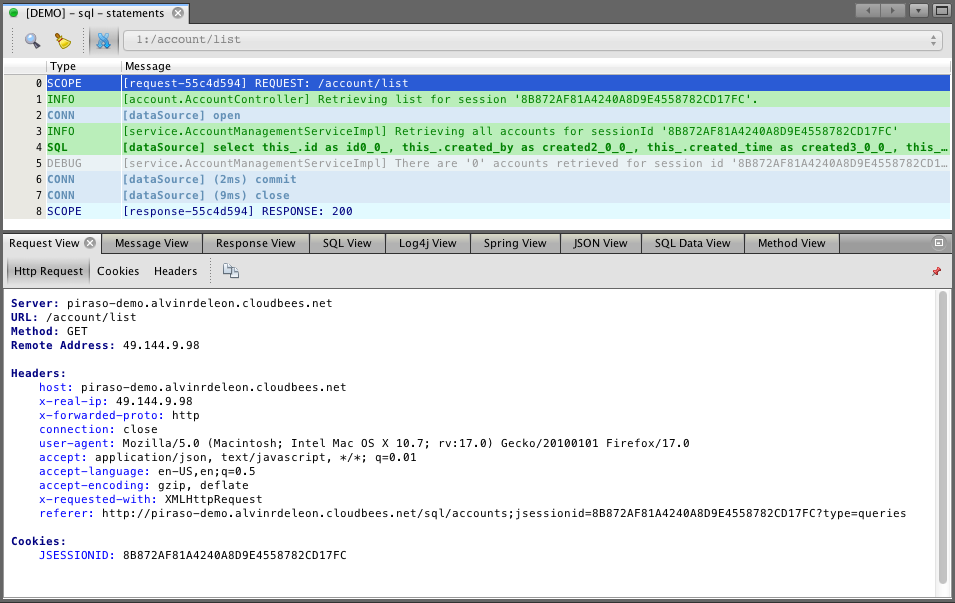 [DEMO] - sql - statements
1:/account/list
Type Message
0 SCOPE [request-55c4d594] REQUEST: /account/list
1 INFO [account.AccountController] Retrieving list for session '8B872AF81A4240A8D9E4558782CD17FC'.
2 CONN [dataSource] open
3 INFO [service.AccountManagementServiceImpl] Retrieving all accounts for sessionId '8B872AF81A4240A8D9E4558782CD17FC'
4 SQL [dataSource] select this_.id as id0_0_, this_.created_by as created2_0_0_, this_.created_time as created3_0_0_, this_...
5 DEBUG [service.AccountManagementServiceImpl] There are '0' accounts retrieved for session id '8B872AF81A4240A8D9E4558782CD1...
6 CONN [dataSource] (2ms) commit
7 CONN [dataSource] (9ms) close
8 SCOPE [response-55c4d594] RESPONSE: 200
Request View Message View Response View SQL View Log4j View Spring View JSON View SQL Data View Method View
Http Request Cookies Headers
Server: piraso-demo.alvinrdeleon.cloudbees.net
URL: /account/list
Method: GET
Remote Address: 49.144.9.98
Headers:
host: piraso-demo.alvinrdeleon.cloudbees.net
x-real-ip: 49.144.9.98
x-forwarded-proto: http
connection: close
user-agent: Mozilla/5.0 (Macintosh; Intel Mac OS X 10.7; rv:17.0) Gecko/20100101 Firefox/17.0
accept: application/json, text/javascript, */*; q=0.01
accept-language: en-US,en;q=0.5
accept-encoding: gzip, deflate
x-requested-with: XMLHttpRequest
referer: http://piraso-demo.alvinrdeleon.cloudbees.net/sql/accounts;jsessionid=8B872AF81A4240A8D9E4558782CD17FC?type=queries
Cookies:
JSESSIONID: 8B872AF81A4240A8D9E4558782CD17FC